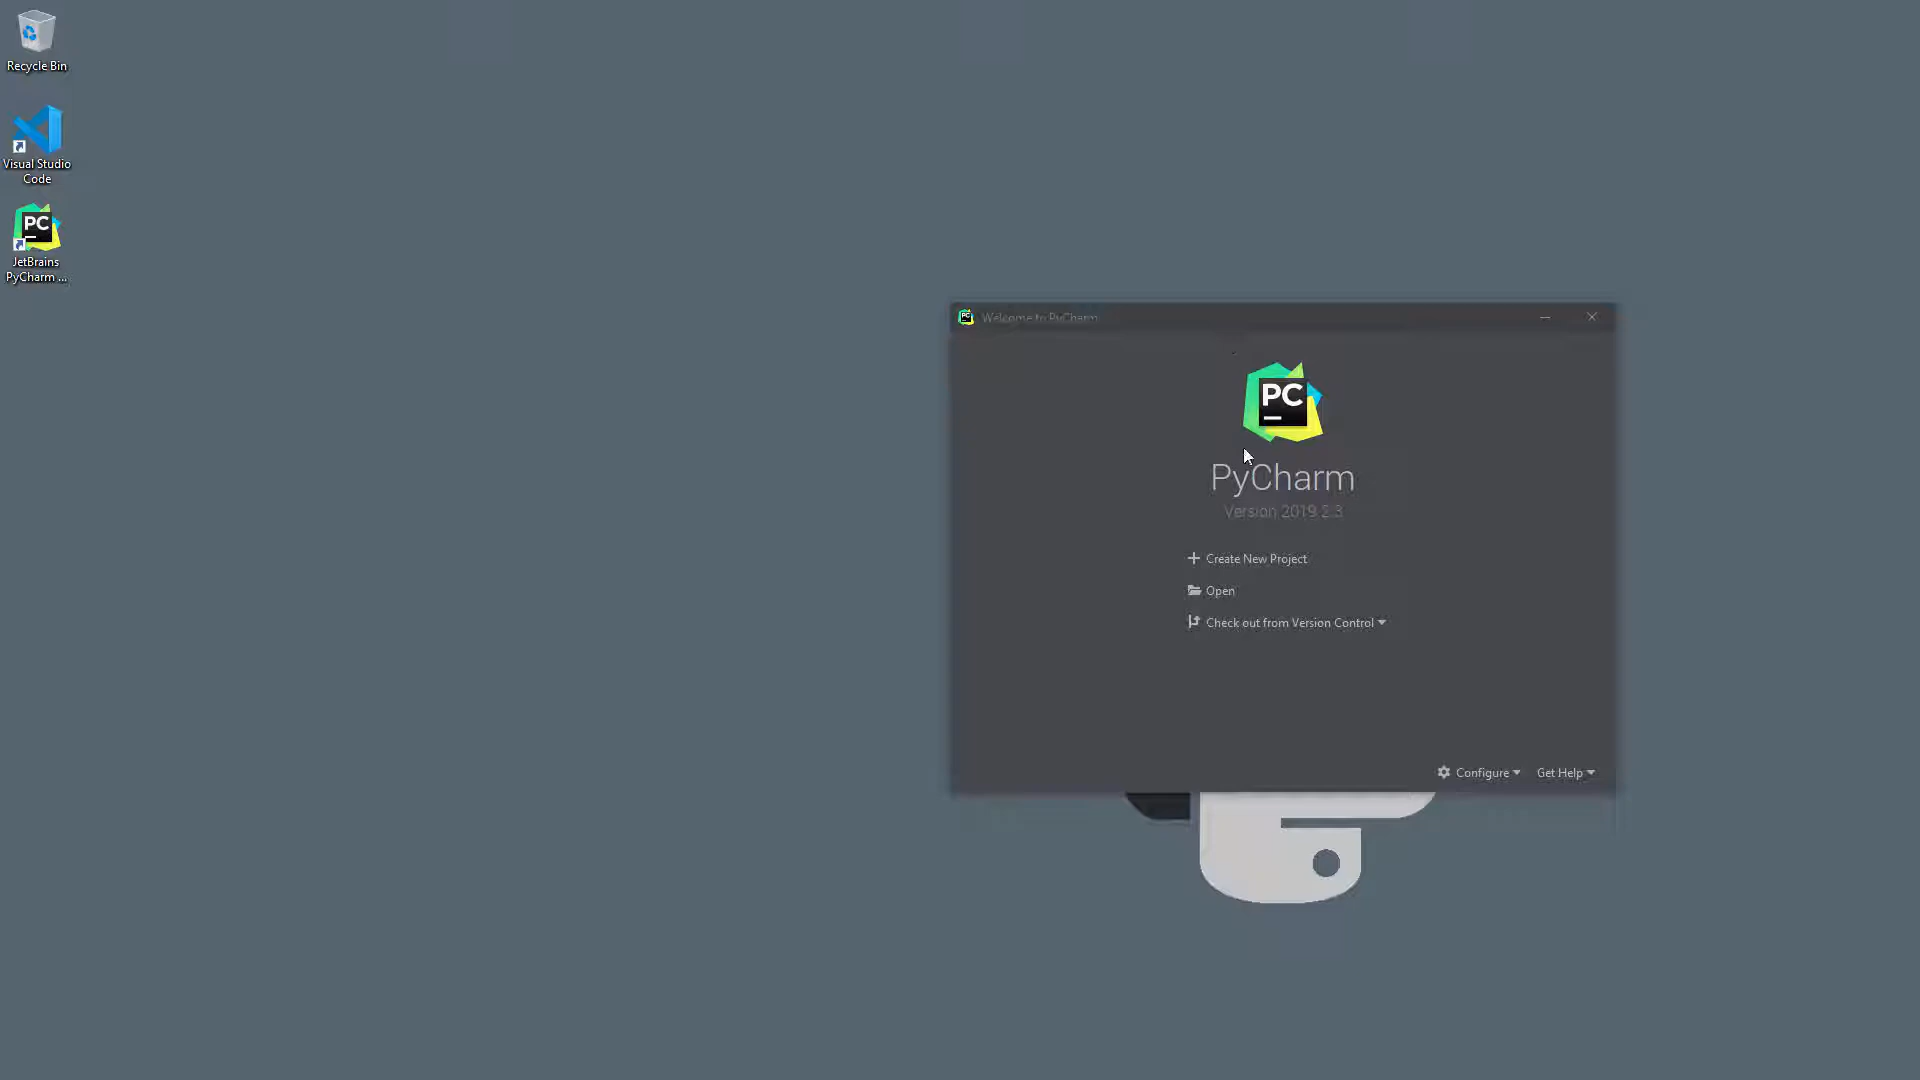 Recycle Bin
Visual Studio
Code
PC
JetBrains
PyCharm ...
Welcome to PyCharm
PC
PyCharm
Version 2019.2.3
Create New Project
Open
Check out from Version Control
Configure
Get Help